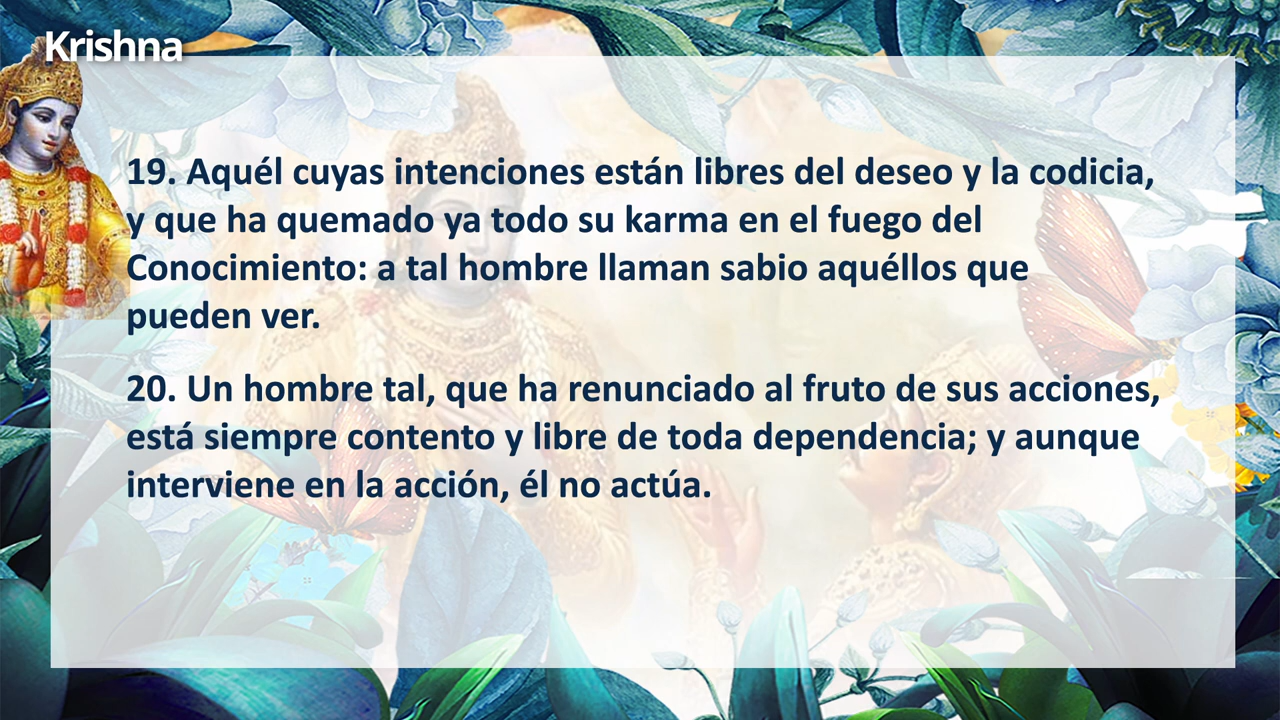 Krishna
19. Aquél cuyas intenciones están libres del deseo y la codicia,
y que ha quemado ya todo su karma en el fuego del
Conocimiento: a tal hombre llaman sabio aquéllos que
pueden ver.
20. Un hombre tal, que ha renunciado al fruto de sus acciones,
está siempre contento y libre de toda dependencia; y aunque
interviene en la acción, él no actúa.